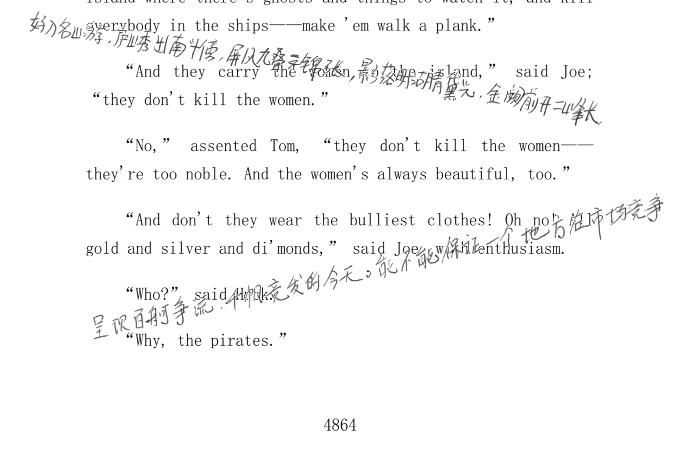 island where there's ghosts and things to watch it, and kill
everybody in the ships——make 'em walk a plank.”
好入名山游，庐山秀出南斗傍，屏风九叠云锦张，影落明湖青黛光，金阙前开二峰长
“And they carry the women to the island,” said Joe;
“they don't kill the women.”
“No,” assented Tom, “they don't kill the women——
they're too noble. And the women's always beautiful, too.”
“And don't they wear the bulliest clothes! Oh no!
gold and silver and di'monds,” said Joe, with enthusiasm.
呈现百舸争流、千帆竞发的今天。能不能保证一个地方在市场竞争
“Who?” said Huck.
“Why, the pirates.”
4864